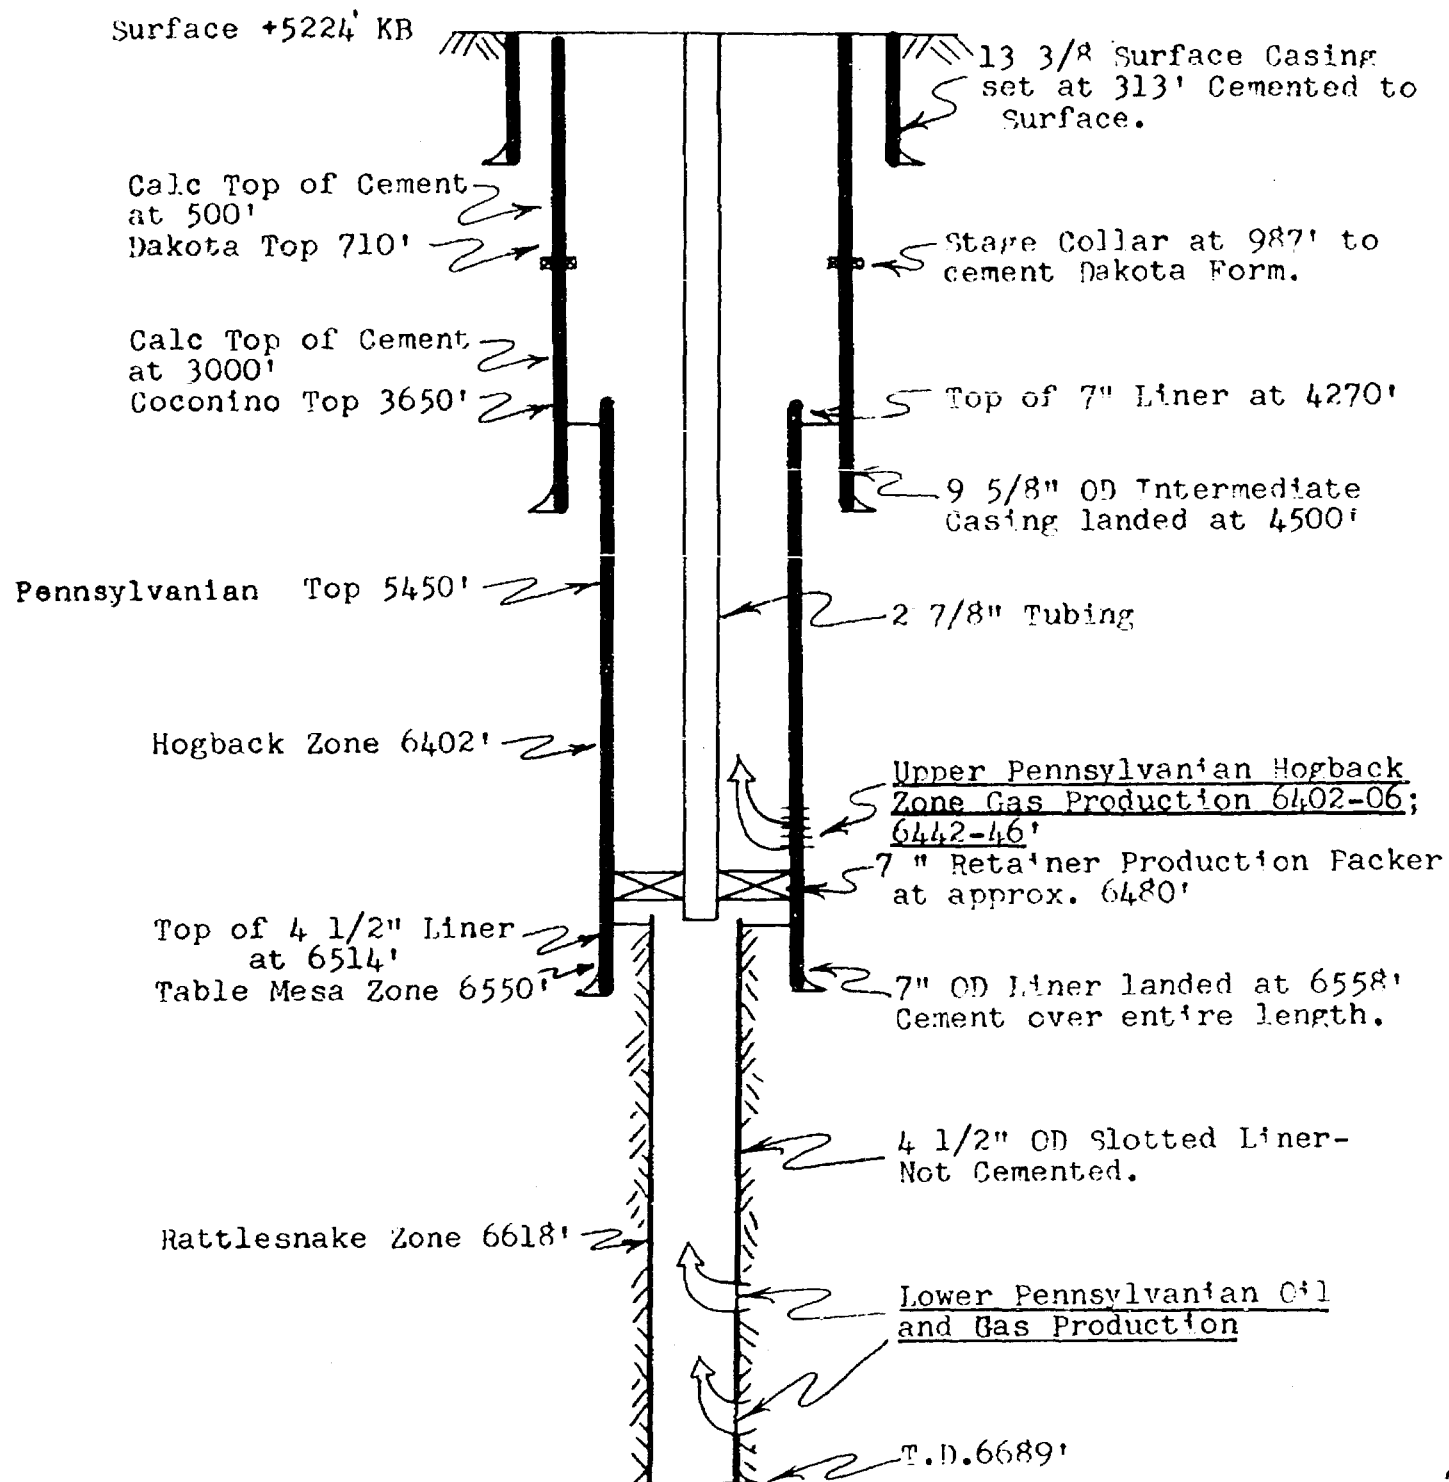 Surface +5224' KB
13 3/8 Surface Casing
set at 313' Cemented to
Surface.
Calc Top of Cement
at 500'
Dakota Top 710'
Stage Collar at 987' to
cement Dakota Form.
Calc Top of Cement
at 3000'
Coconino Top 3650'
Top of 7" Liner at 4270'
9 5/8" OD Intermediate
Casing landed at 4500'
Pennsylvanian Top 5450'
2 7/8" Tubing
Hogback Zone 6402'
Upper Pennsylvanian Hogback
Zone Gas Production 6402-06;
6442-46'
7 " Retainer Production Packer
at approx. 6480'
Top of 4 1/2" Liner
at 6514'
Table Mesa Zone 6550'
7" OD Liner landed at 6558'
Cement over entire length.
4 1/2" OD Slotted Liner-
Not Cemented.
Rattlesnake Zone 6618'
Lower Pennsylvanian Oil
and Gas Production
T.D.6689'